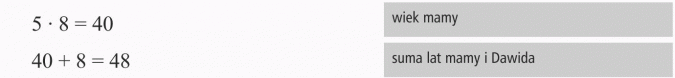 5 · 8 = 40 wiek mamy
40 + 8 = 48 suma lat mamy i Dawida